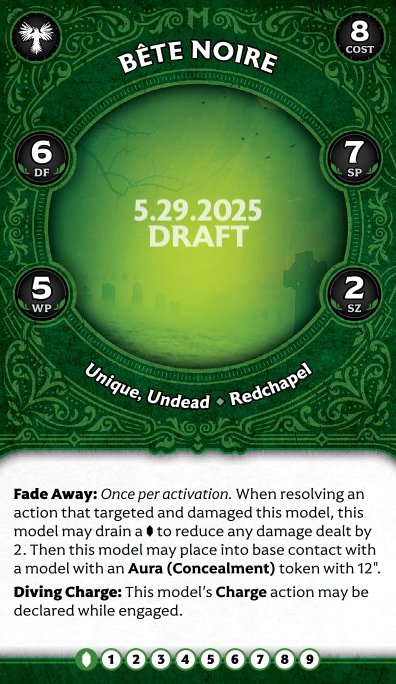 M
BÊTE NOIRE
8
COST
6
DF
7
SP
5.29.2025
DRAFT
5
WP
2
SZ
Unique, Undead ⬥ Redchapel
Fade Away: Once per activation. When resolving an
action that targeted and damaged this model, this
model may drain a ⬮ to reduce any damage dealt by
2. Then this model may place into base contact with
a model with an Aura (Concealment) token with 12".
Diving Charge: This model's Charge action may be
declared while engaged.
1 2 3 4 5 6 7 8 9